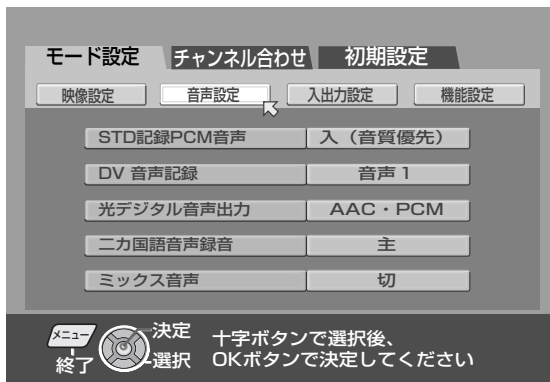 モード設定 チャンネル合わせ 初期設定
映像設定 音声設定 入出力設定 機能設定
STD記録PCM音声 入（音質優先）
DV 音声記録 音声1
光デジタル音声出力 AAC・PCM
二カ国語音声録音 主
ミックス音声 切
メニュー 決定 十字ボタンで選択後、
終了 選択 OKボタンで決定してください